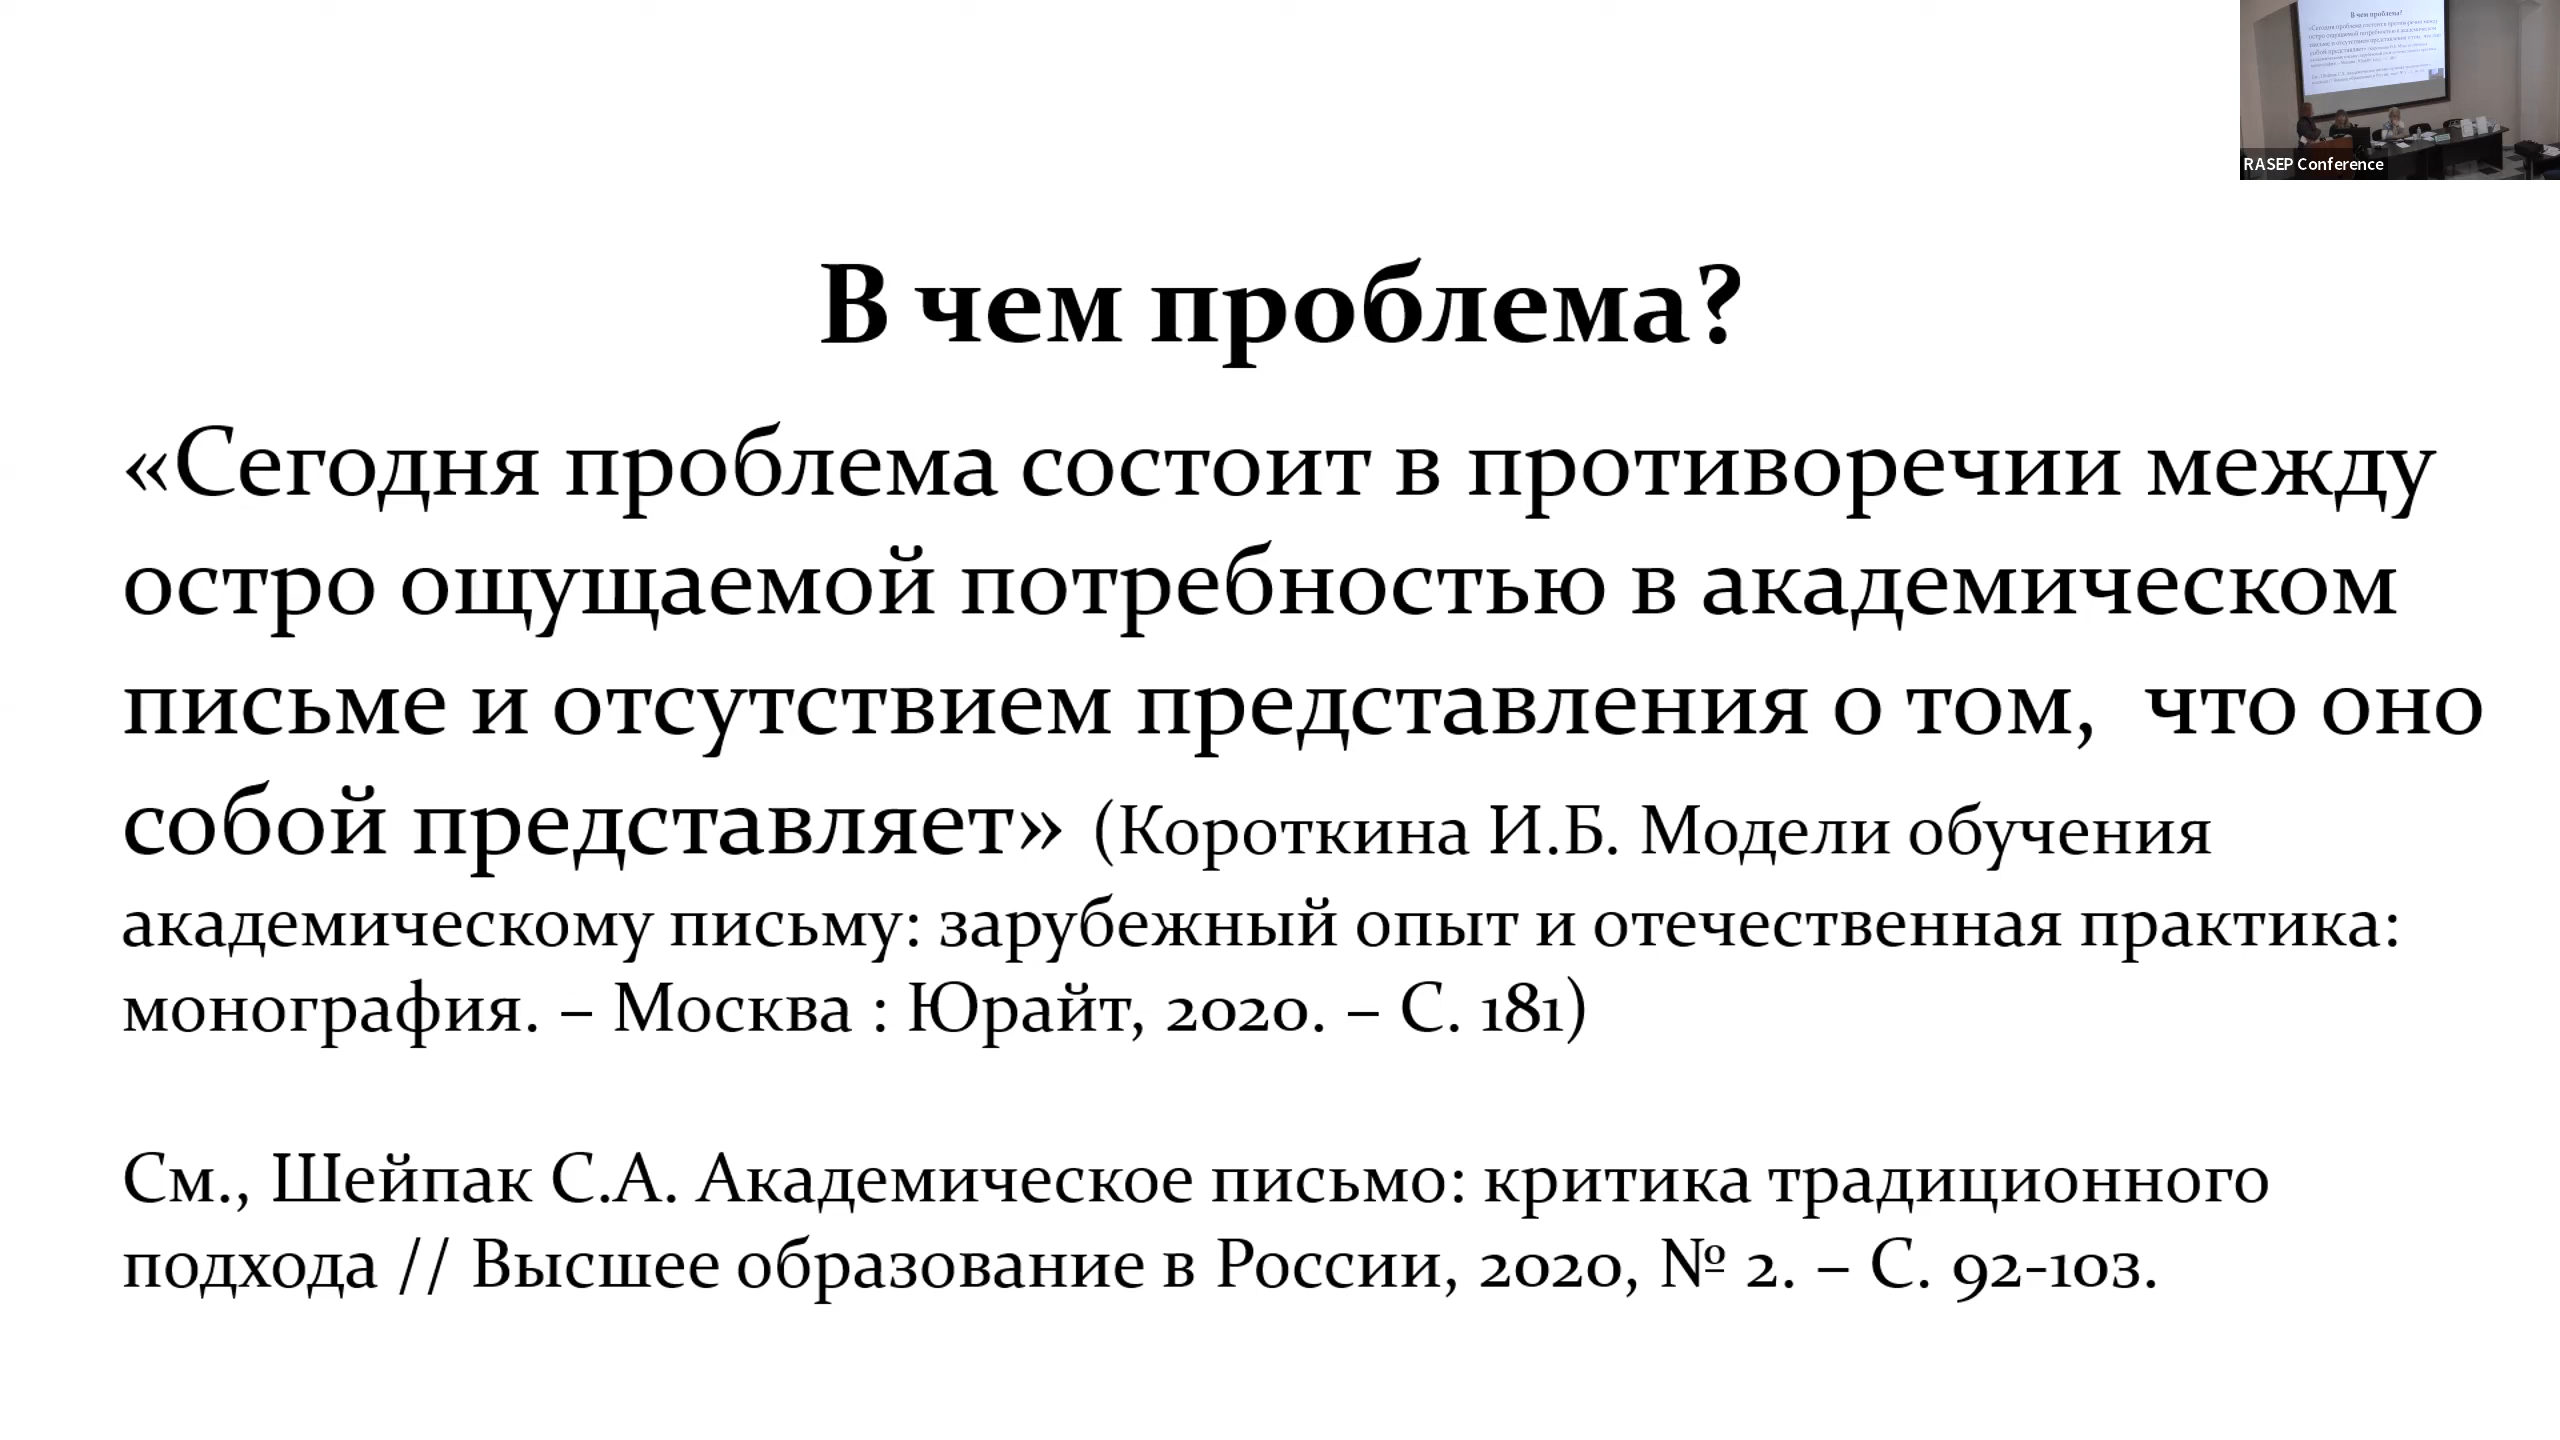 RASEP Conference
В чем проблема?
«Сегодня проблема состоит в противоречии между
остро ощущаемой потребностью в академическом
письме и отсутствием представления о том,  что оно
собой представляет» (Короткина И.Б. Модели обучения
академическому письму: зарубежный опыт и отечественная практика:
монография. – Москва : Юрайт, 2020. – С. 181)
См., Шейпак С.А. Академическое письмо: критика традиционного
подхода // Высшее образование в России, 2020, № 2. – С. 92-103.